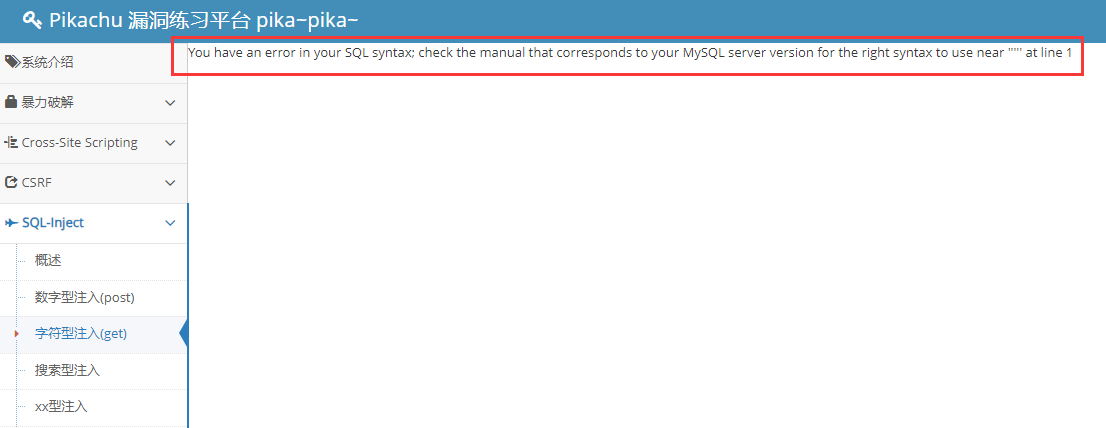 Pikachu 漏洞练习平台 pika~pika~
You have an error in your SQL syntax; check the manual that corresponds to your MySQL server version for the right syntax to use near ''''' at line 1
系统介绍
暴力破解
Cross-Site Scripting
CSRF
SQL-Inject
概述
数字型注入(post)
字符型注入(get)
搜索型注入
xx型注入